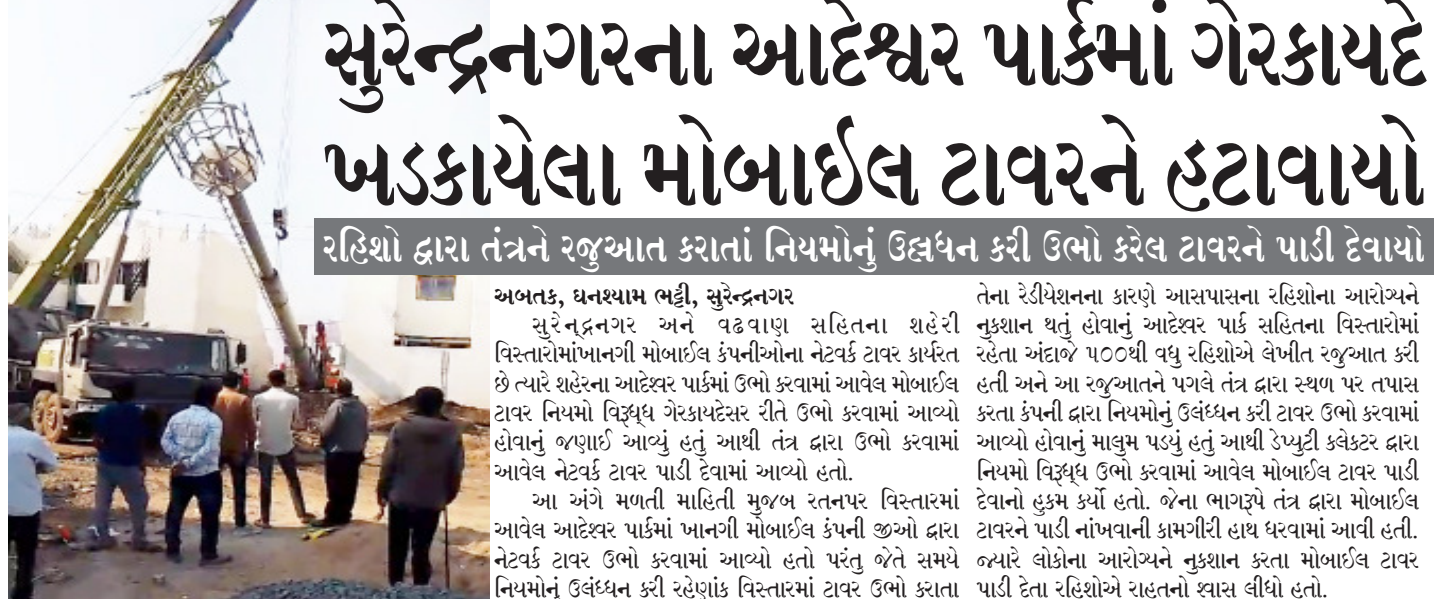 સુરેન્દ્રનગરના આદેશ્વર પાર્કમાં ગેરકાયદે
ખડકાયેલા મોબાઈલ ટાવરને હટાવાયો
રહિશો દ્વારા તંત્રને રજુઆત કરાતાં નિયમોનું ઉલ્લધન કરી ઉભો કરેલ ટાવરને પાડી દેવાયો
અબતક, ઘનશ્યામ ભટ્ટી, સુરેન્દ્રનગર
સુરેન્દ્રનગર અને વઢવાણ સહિતના શહેરી
વિસ્તારોમાંખાનગી મોબાઈલ કંપનીઓના નેટવર્ક ટાવર કાર્યરત
છે ત્યારે શહેરના આદેશ્વર પાર્કમાં ઉભો કરવામાં આવેલ મોબાઈલ
ટાવર નિયમો વિરૂધ્ધ ગેરકાયદેસર રીતે ઉભો કરવામાં આવ્યો
હોવાનું જણાઈ આવ્યું હતું આથી તંત્ર દ્વારા ઉભો કરવામાં
આવેલ નેટવર્ક ટાવર પાડી દેવામાં આવ્યો હતો.
આ અંગે મળતી માહિતી મુજબ રતનપર વિસ્તારમાં
આવેલ આદેશ્વર પાર્કમાં ખાનગી મોબાઈલ કંપની જીઓ દ્વારા
નેટવર્ક ટાવર ઉભો કરવામાં આવ્યો હતો પરંતુ જેતે સમયે
નિયમોનું ઉલંધ્ધન કરી રહેણાંક વિસ્તારમાં ટાવર ઉભો કરાતા
તેના રેડીયેશનના કારણે આસપાસના રહિશોના આરોગ્યને
નુકશાન થતું હોવાનું આદેશ્વર પાર્ક સહિતના વિસ્તારોમાં
રહેતા અંદાજે ૫૦૦થી વધુ રહિશોએ લેખીત રજુઆત કરી
હતી અને આ રજુઆતને પગલે તંત્ર દ્વારા સ્થળ પર તપાસ
કરતા કંપની દ્વારા નિયમોનું ઉલંધ્ધન કરી ટાવર ઉભો કરવામાં
આવ્યો હોવાનું માલુમ પડયું હતું આથી ડેપ્યુટી કલેકટર દ્વારા
નિયમો વિરૂધ્ધ ઉભો કરવામાં આવેલ મોબાઈલ ટાવર પાડી
દેવાનો હુકમ કર્યો હતો. જેના ભાગરૂપે તંત્ર દ્વારા મોબાઈલ
ટાવરને પાડી નાંખવાની કામગીરી હાથ ધરવામાં આવી હતી.
જ્યારે લોકોના આરોગ્યને નુકશાન કરતા મોબાઈલ ટાવર
પાડી દેતા રહિશોએ રાહતનો શ્વાસ લીધો હતો.